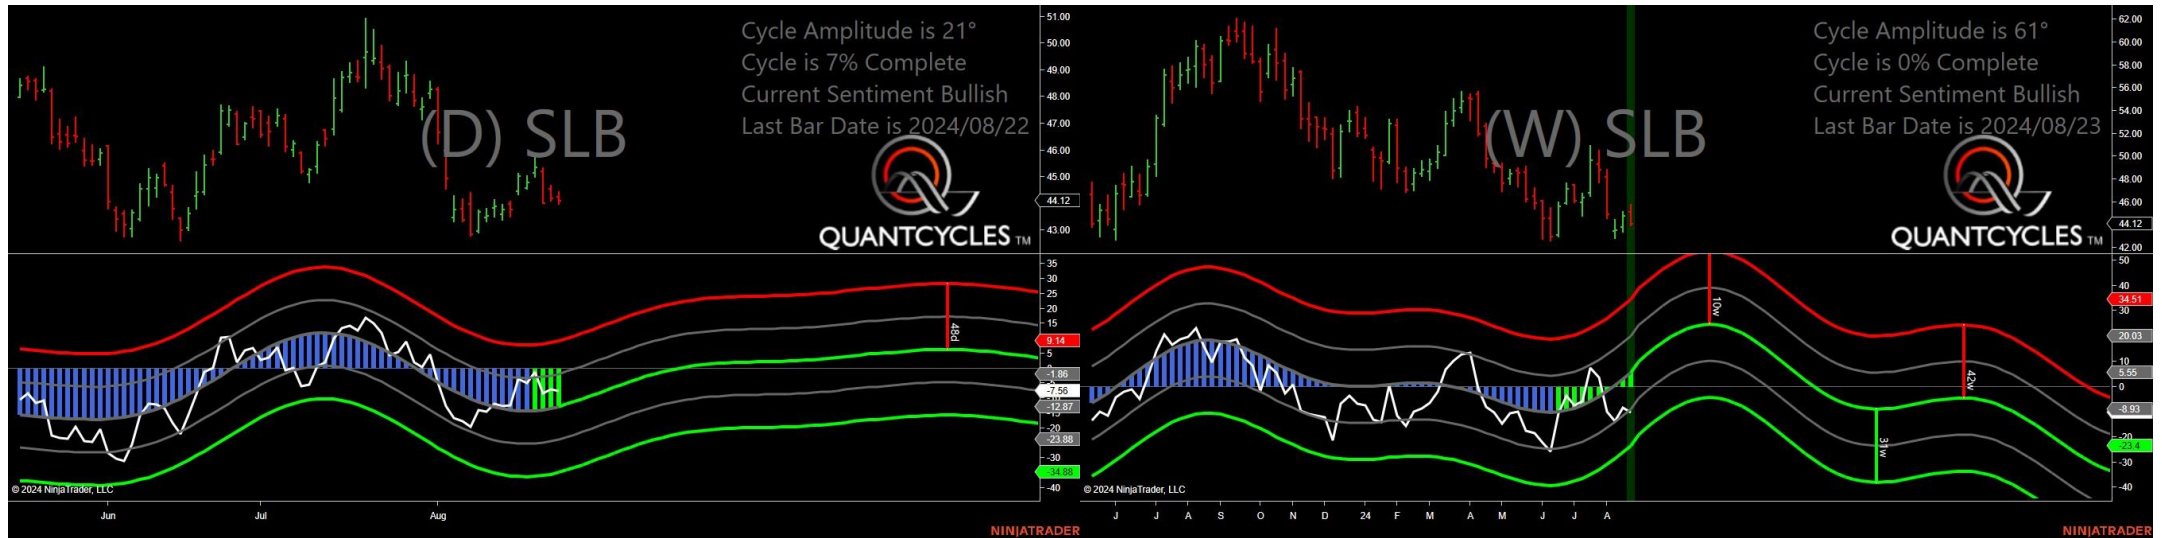 Cycle Amplitude is 21°
Cycle is 7% Complete
Current Sentiment Bullish
Last Bar Date is 2024/08/22
(D) SLB
QUANTCYCLES TM
51.00
50.00
49.00
48.00
47.00
46.00
45.00
44.12
43.00
35
30
25
20
15
9.14
5
-1.86
-7.56
-12.87
-20
-23.88
-30
-34.88
-40
48d
© 2024 NinjaTrader, LLC
Jun Jul Aug
NINJATRADER
Cycle Amplitude is 61°
Cycle is 0% Complete
Current Sentiment Bullish
Last Bar Date is 2024/08/23
(W) SLB
QUANTCYCLES TM
62.00
60.00
58.00
56.00
54.00
52.00
50.00
48.00
46.00
44.12
42.00
50
40
34.51
30
20.03
10
5.55
0
-8.93
-20
-23.4
-30
-40
10w
42w
31w
© 2024 NinjaTrader, LLC
J J A S O N D 24 F M A M J J A
NINJATRADER